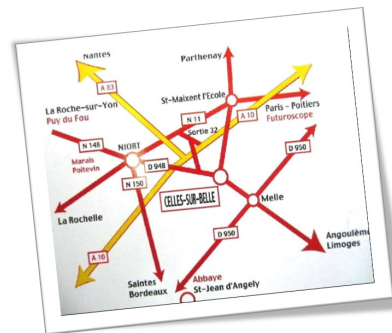 Nantes
Parthenay
A 83
La Roche-sur-Yon
Puy du Fou
St-Maixent l'Ecole
N 11
A 10
Paris - Poitiers
Futuroscope
Sortie 32
N 148
NIORT
D 950
Marais
Poitevin
D 948
N 150
CELLES-SUR-BELLE
Melle
La Rochelle
D 950
Angoulême
Limoges
A 10
Saintes
Bordeaux
Abbaye
St-Jean d'Angely